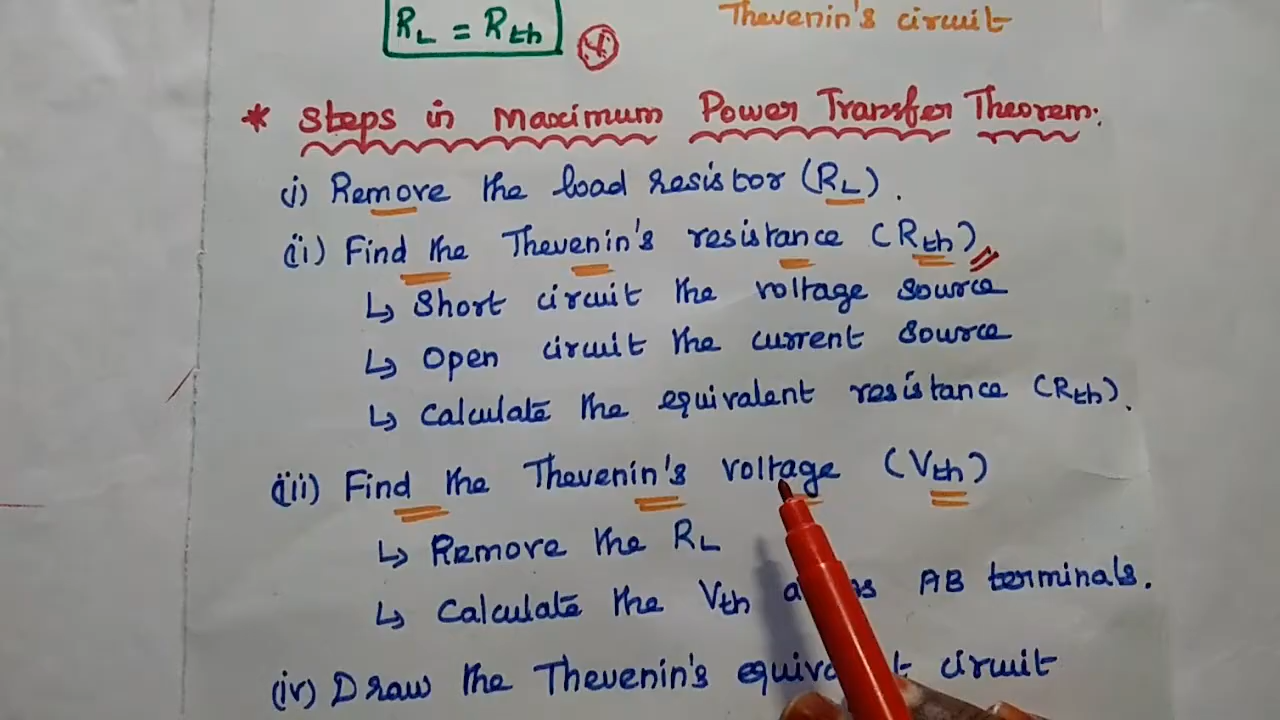 RL = Rth
Thevenin's circuit
* Steps in Maximum Power Transfer Theorem.
(i) Remove the load resistor (RL).
(ii) Find the Thevenin's resistance (Rth)
↳ Short circuit the voltage source
↳ Open circuit the current source
↳ Calculate the equivalent resistance (Rth).
(iii) Find the Thevenin's voltage (Vth)
↳ Remove the RL
↳ Calculate the Vth AB terminals.
(iv) Draw the Thevenin's circuit